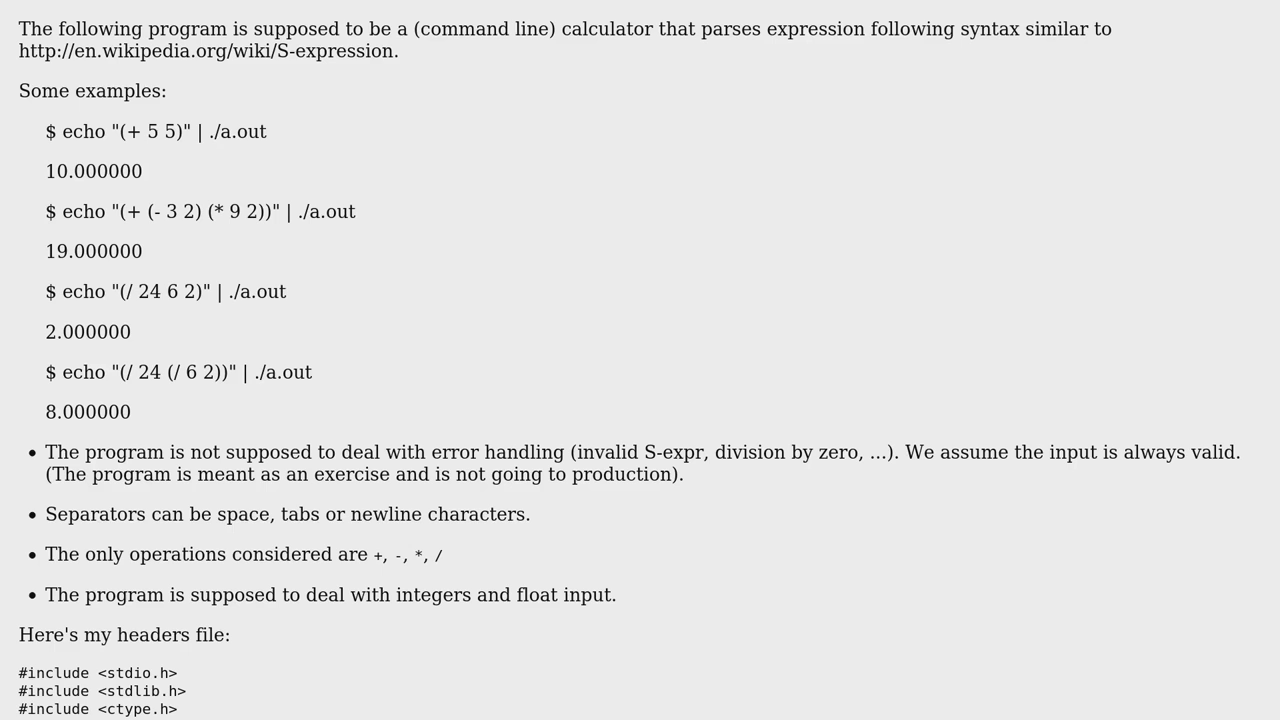 The following program is supposed to be a (command line) calculator that parses expression following syntax similar to
http://en.wikipedia.org/wiki/S-expression.
Some examples:
$ echo "(+ 5 5)" | ./a.out
10.000000
$ echo "(+ (- 3 2) (* 9 2))" | ./a.out
19.000000
$ echo "(/ 24 6 2)" | ./a.out
2.000000
$ echo "(/ 24 (/ 6 2))" | ./a.out
8.000000
• The program is not supposed to deal with error handling (invalid S-expr, division by zero, ...). We assume the input is always valid.
(The program is meant as an exercise and is not going to production).
• Separators can be space, tabs or newline characters.
• The only operations considered are +, -, *, /
• The program is supposed to deal with integers and float input.
Here's my headers file:
#include <stdio.h>
#include <stdlib.h>
#include <ctype.h>